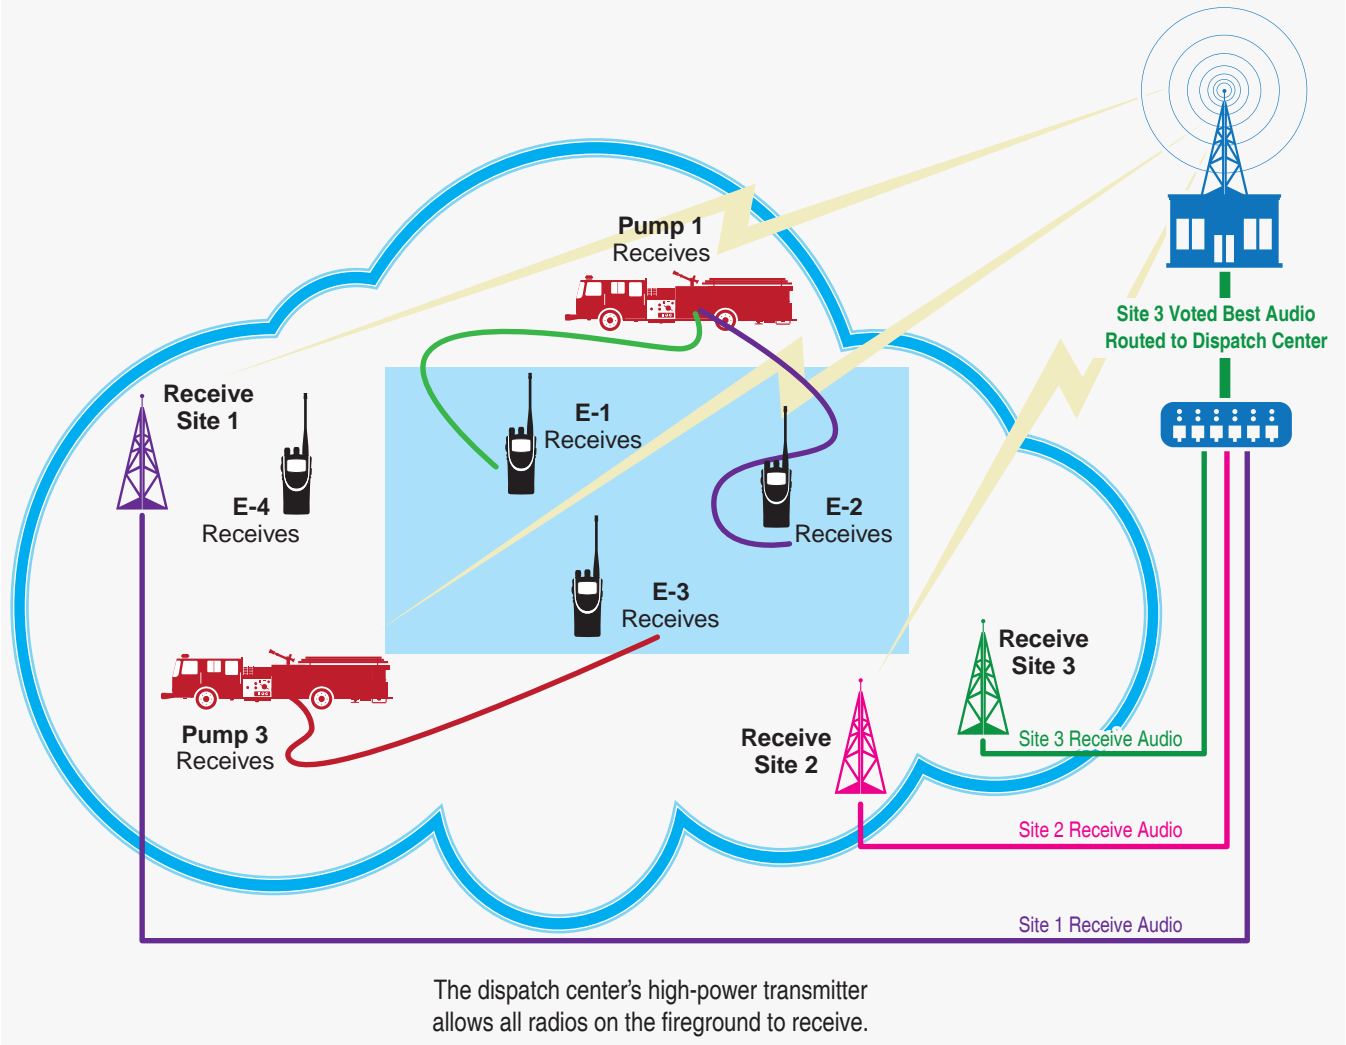 Pump 1
Receives
Site 3 Voted Best Audio
Routed to Dispatch Center
Receive
Site 1
E-1
Receives
E-4
Receives
E-2
Receives
E-3
Receives
Receive
Site 3
Pump 3
Receives
Receive
Site 2
Site 3 Receive Audio
Site 2 Receive Audio
Site 1 Receive Audio
The dispatch center’s high-power transmitter
allows all radios on the fireground to receive.